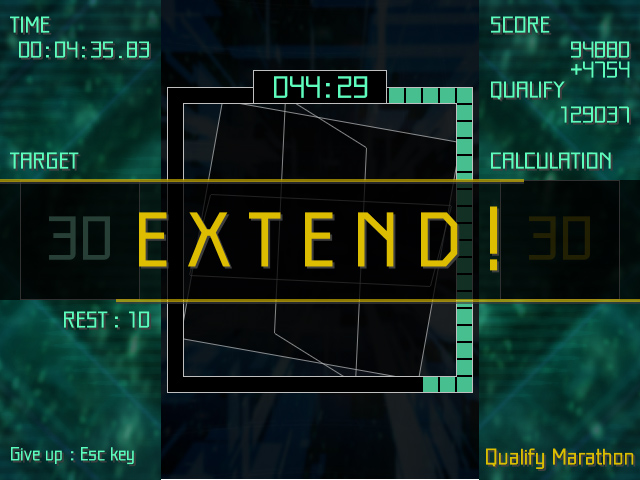 TIME
00:04:35.83
044:29
SCORE
94880
+4754
QUALIFY
129037
TARGET
CALCULATION
30
EXTEND!
30
REST : 10
Give up : Esc key
Qualify Marathon